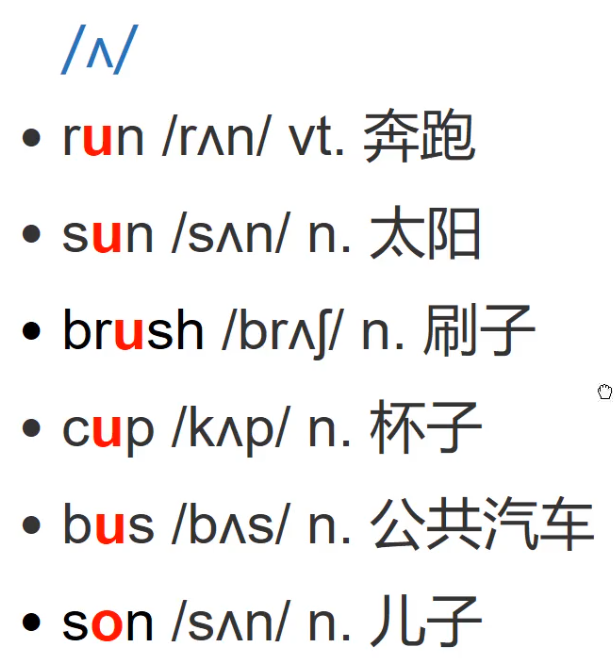 /ʌ/
• run /rʌn/ vt. 奔跑
• sun /sʌn/ n. 太阳
• brush /brʌʃ/ n. 刷子
• cup /kʌp/ n. 杯子
• bus /bʌs/ n. 公共汽车
• son /sʌn/ n. 儿子